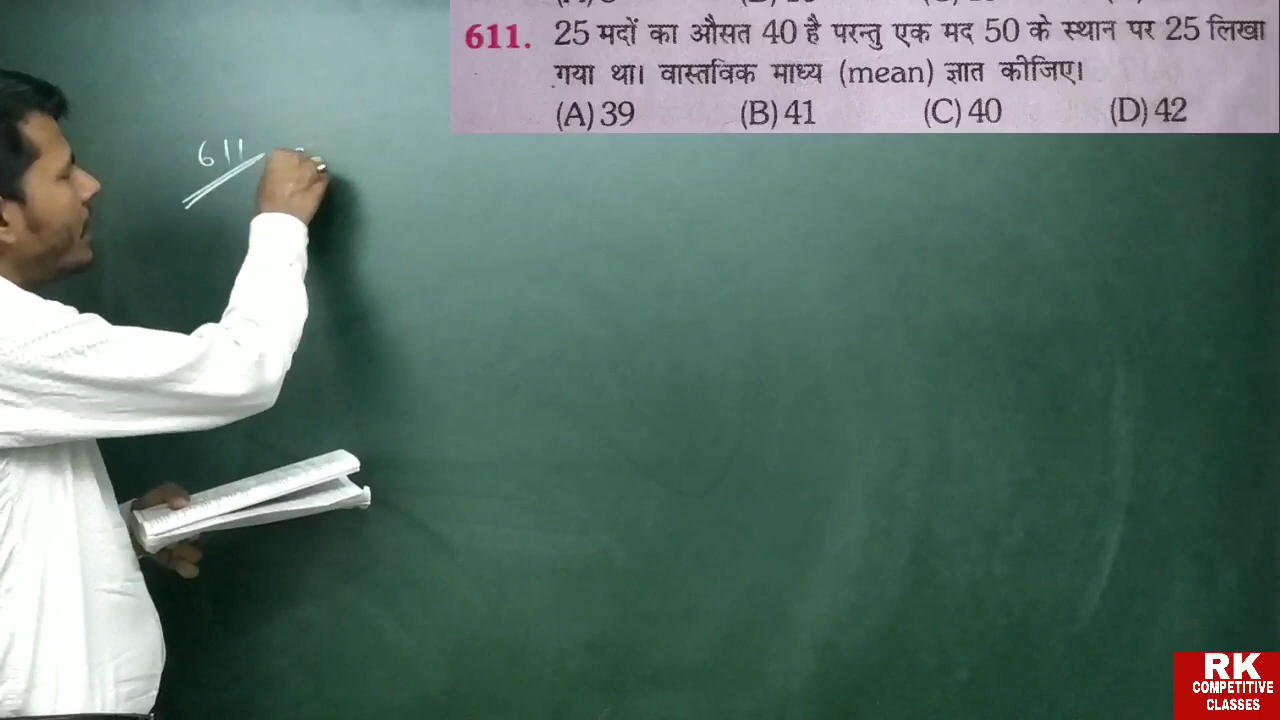 611. 25 मदों का औसत 40 है परन्तु एक मद 50 के स्थान पर 25 लिखा
गया था। वास्तविक माध्य (mean) ज्ञात कीजिए।
(A) 39 (B) 41 (C) 40 (D) 42
611
RK
COMPETITIVE
CLASSES